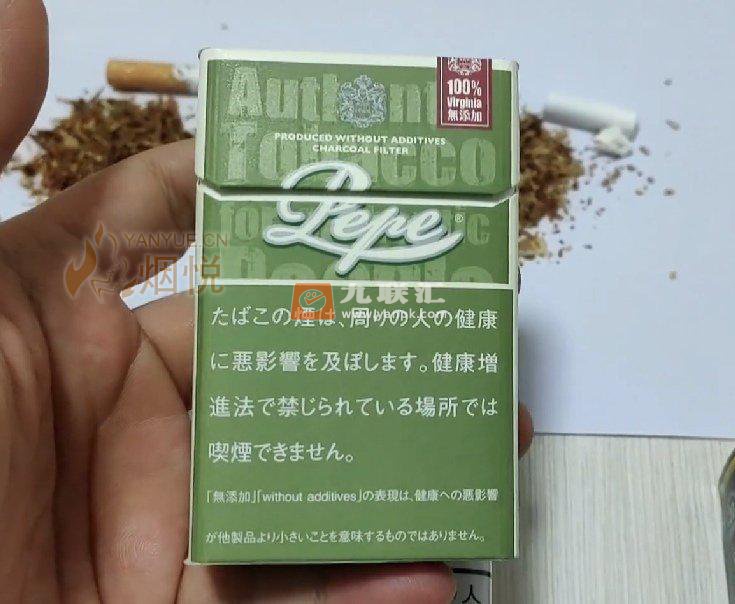 Authentic
100%
Virginia
無添加
PRODUCED WITHOUT ADDITIVES
CHARCOAL FILTER
Tobacco
Pepe®
YANYUE.CN
烟悦
九联汇
たばこの煙は、周りの人の健康
に悪影響を及ぼします。健康増
進法で禁じられている場所では
喫煙できません。
「無添加」「without additives」の表現は、健康への悪影響
が他製品より小さいことを意味するものではありません。
人